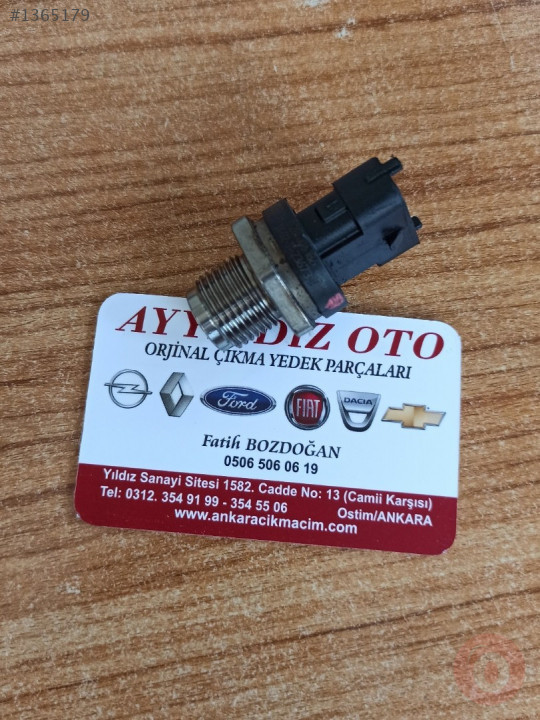 #1365179
OTO
ORJİNAL ÇIKMA YEDEK PARÇALARI
Ford
FIAT
DACIA
Fatih BOZDOĞAN
0506 506 06 19
Yıldız Sanayi Sitesi 1582. Cadde No: 13 (Camii Karşısı)
Tel: 0312. 354 91 99 - 354 55 06 Ostim/ANKARA
www.ankaracikmacim.com